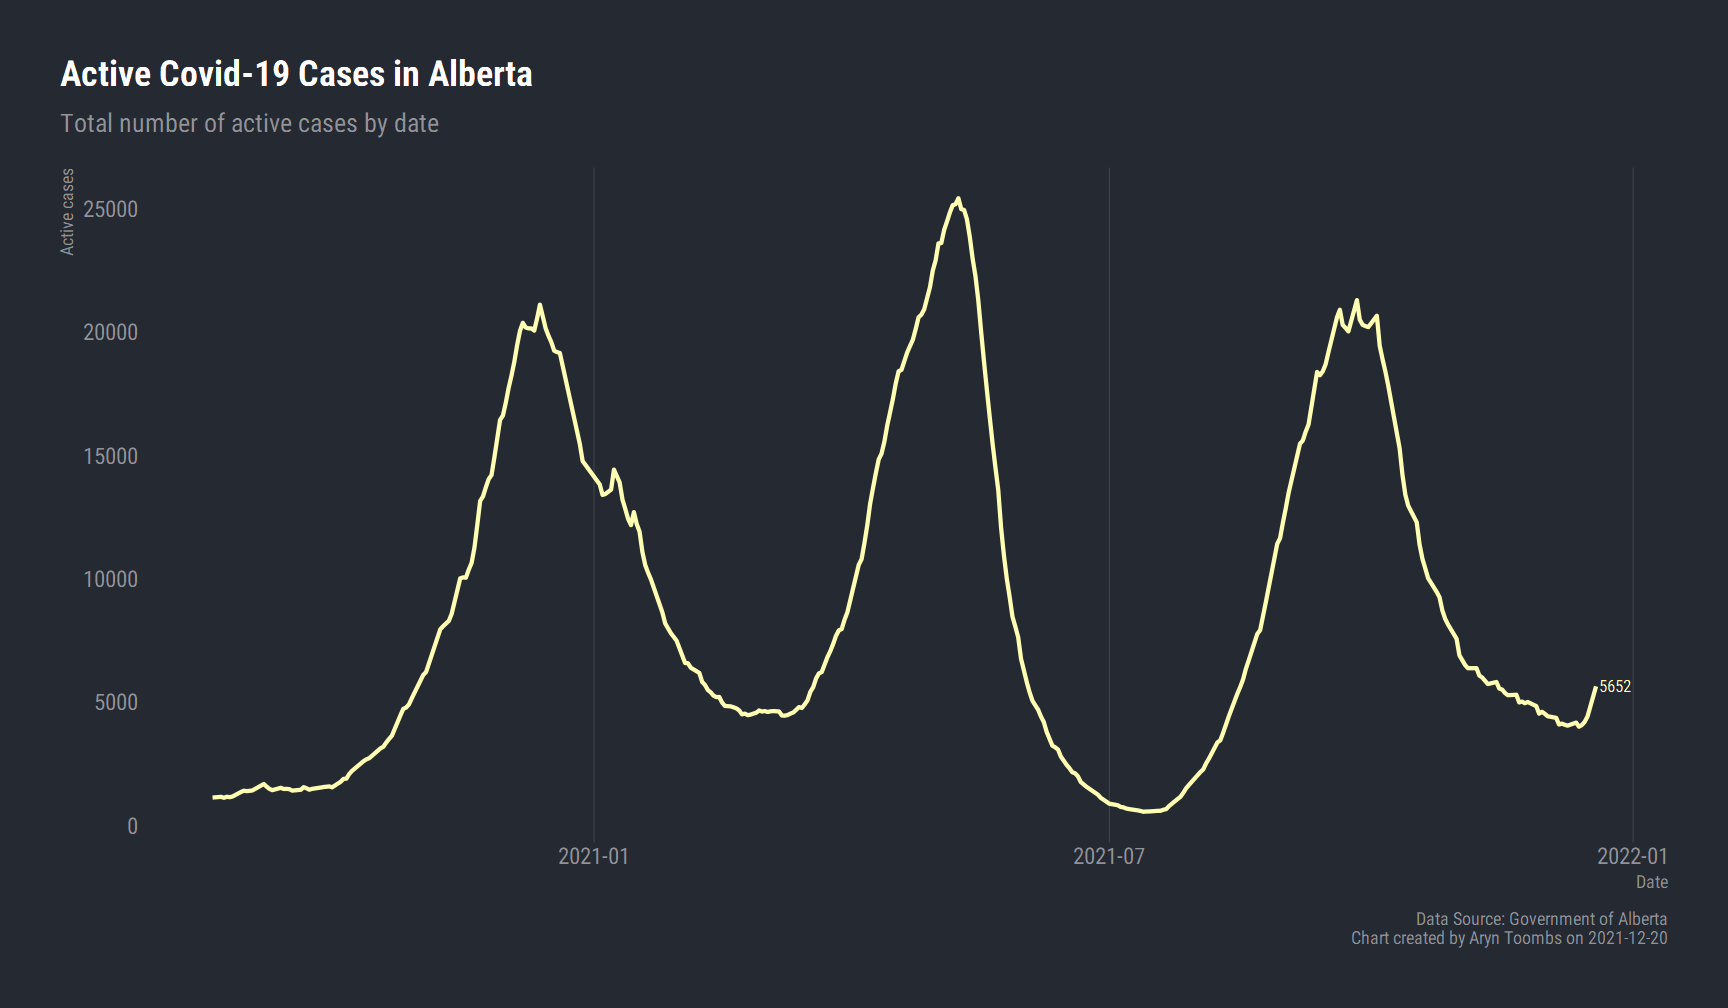 Active Covid-19 Cases in Alberta
Total number of active cases by date
Active cases
25000
20000
15000
10000
5000
0
5652
2021-01
2021-07
2022-01
Date
Data Source: Government of Alberta
Chart created by Aryn Toombs on 2021-12-20